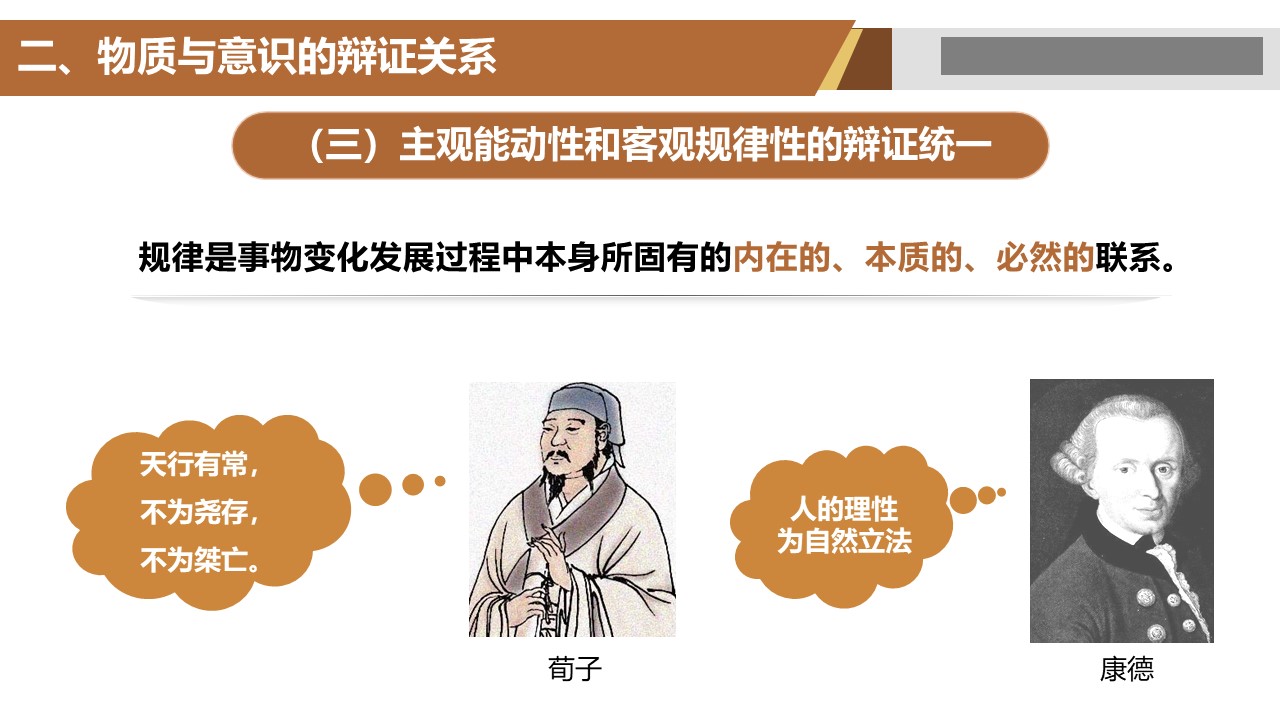 二、物质与意识的辩证关系
（三）主观能动性和客观规律性的辩证统一
规律是事物变化发展过程中本身所固有的内在的、本质的、必然的联系。
天行有常，
不为尧存，
不为桀亡。
人的理性
为自然立法
荀子
康德